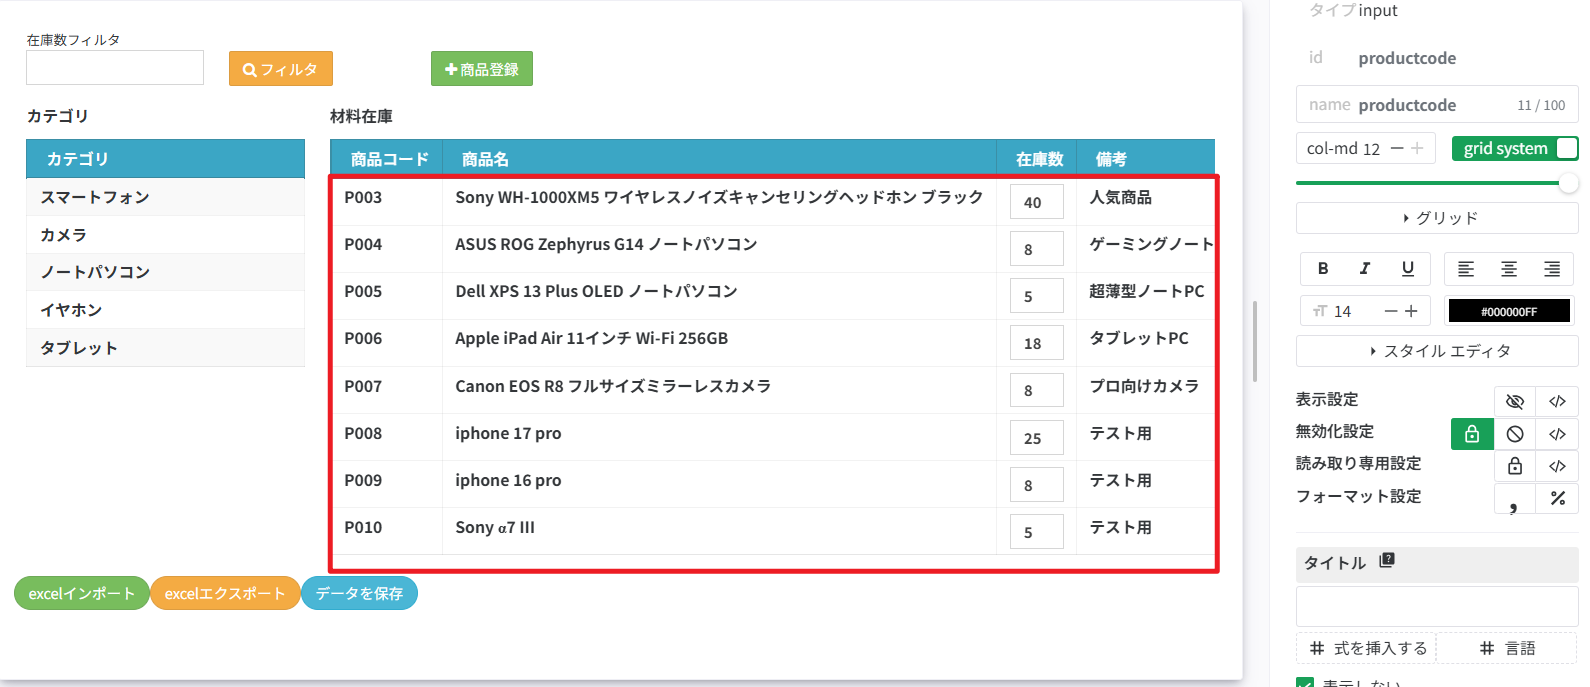 在庫数フィルタ
フィルタ
商品登録
カテゴリ
カテゴリ
スマートフォン
カメラ
ノートパソコン
イヤホン
タブレット
材料在庫
商品コード 商品名 在庫数 備考
P003 Sony WH-1000XM5 ワイヤレスノイズキャンセリングヘッドホン ブラック 40 人気商品
P004 ASUS ROG Zephyrus G14 ノートパソコン 8 ゲーミングノート
P005 Dell XPS 13 Plus OLED ノートパソコン 5 超薄型ノートPC
P006 Apple iPad Air 11インチ Wi-Fi 256GB 18 タブレットPC
P007 Canon EOS R8 フルサイズミラーレスカメラ 8 プロ向けカメラ
P008 iphone 17 pro 25 テスト用
P009 iphone 16 pro 8 テスト用
P010 Sony α7 III 5 テスト用
excelインポート excelエクスポート データを保存
タイプ input
id productcode
name productcode 11 / 100
col-md 12 grid system
グリッド
B I U
тT 14 #000000FF
スタイル エディタ
表示設定
無効化設定
読み取り専用設定
フォーマット設定 , %
タイトル
式を挿入する 言語
表示しない